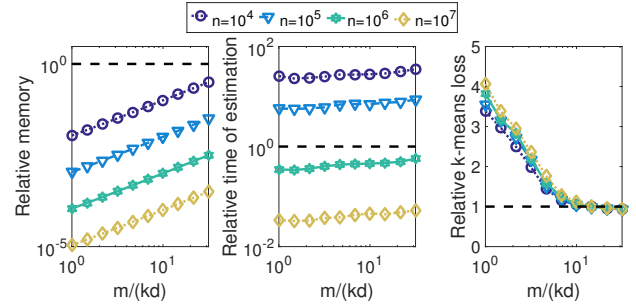 n=10^4 n=10^5 n=10^6 n=10^7
Relative memory
10^0
10^-5
10^0
10^1
m/(kd)
Relative time of estimation
10^2
10^0
10^-2
10^0
10^1
m/(kd)
Relative k-means loss
5
4
3
2
1
0
10^0
10^1
m/(kd)